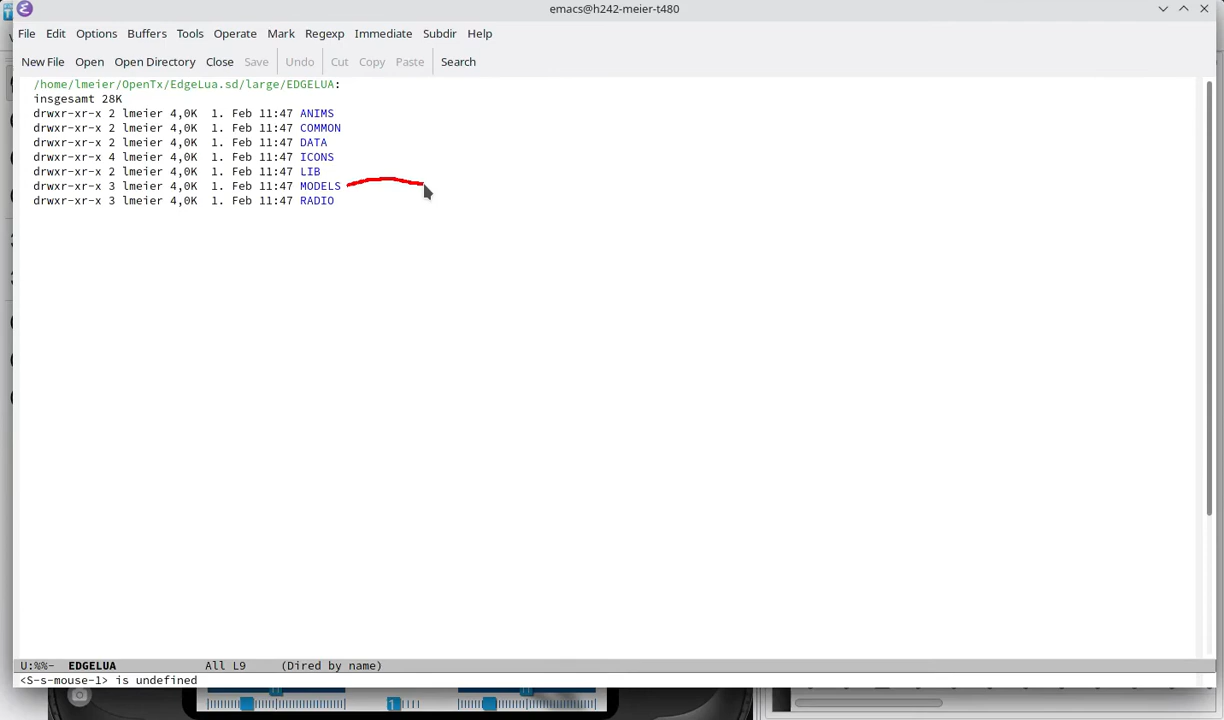 emacs@h242-meier-t480
File Edit Options Buffers Tools Operate Mark Regexp Immediate Subdir Help
New File Open Open Directory Close Save Undo Cut Copy Paste Search
/home/lmeier/OpenTx/EdgeLua.sd/large/EDGELUA:
insgesamt 28K
drwxr-xr-x 2 lmeier 4,0K  1. Feb 11:47 ANIMS
drwxr-xr-x 2 lmeier 4,0K  1. Feb 11:47 COMMON
drwxr-xr-x 2 lmeier 4,0K  1. Feb 11:47 DATA
drwxr-xr-x 4 lmeier 4,0K  1. Feb 11:47 ICONS
drwxr-xr-x 2 lmeier 4,0K  1. Feb 11:47 LIB
drwxr-xr-x 3 lmeier 4,0K  1. Feb 11:47 MODELS
drwxr-xr-x 3 lmeier 4,0K  1. Feb 11:47 RADIO
U:%%-  EDGELUA  All L9  (Dired by name)
<S-s-mouse-1> is undefined
1